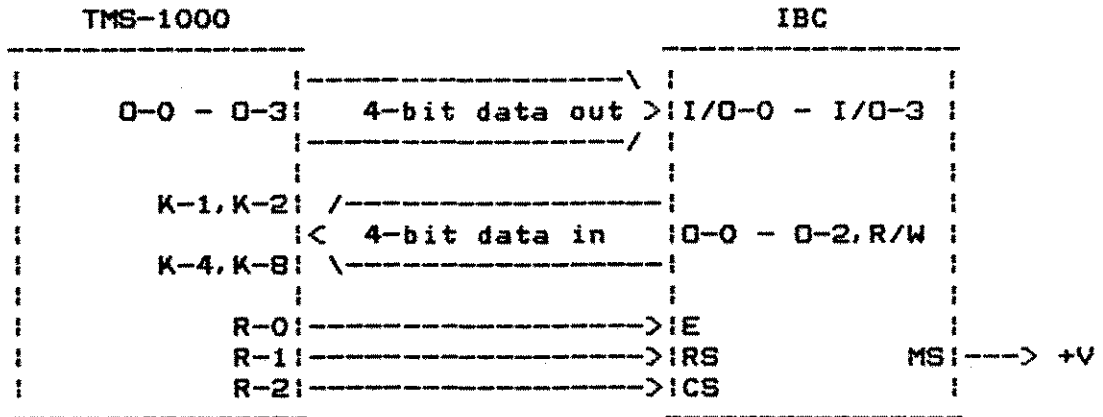 TMS-1000 IBC
O-0 - O-3 4-bit data out > I/O-0 - I/O-3
K-1,K-2
< 4-bit data in O-0 - O-2,R/W
K-4,K-8
R-0 > E
R-1 > RS MS ---> +V
R-2 > CS